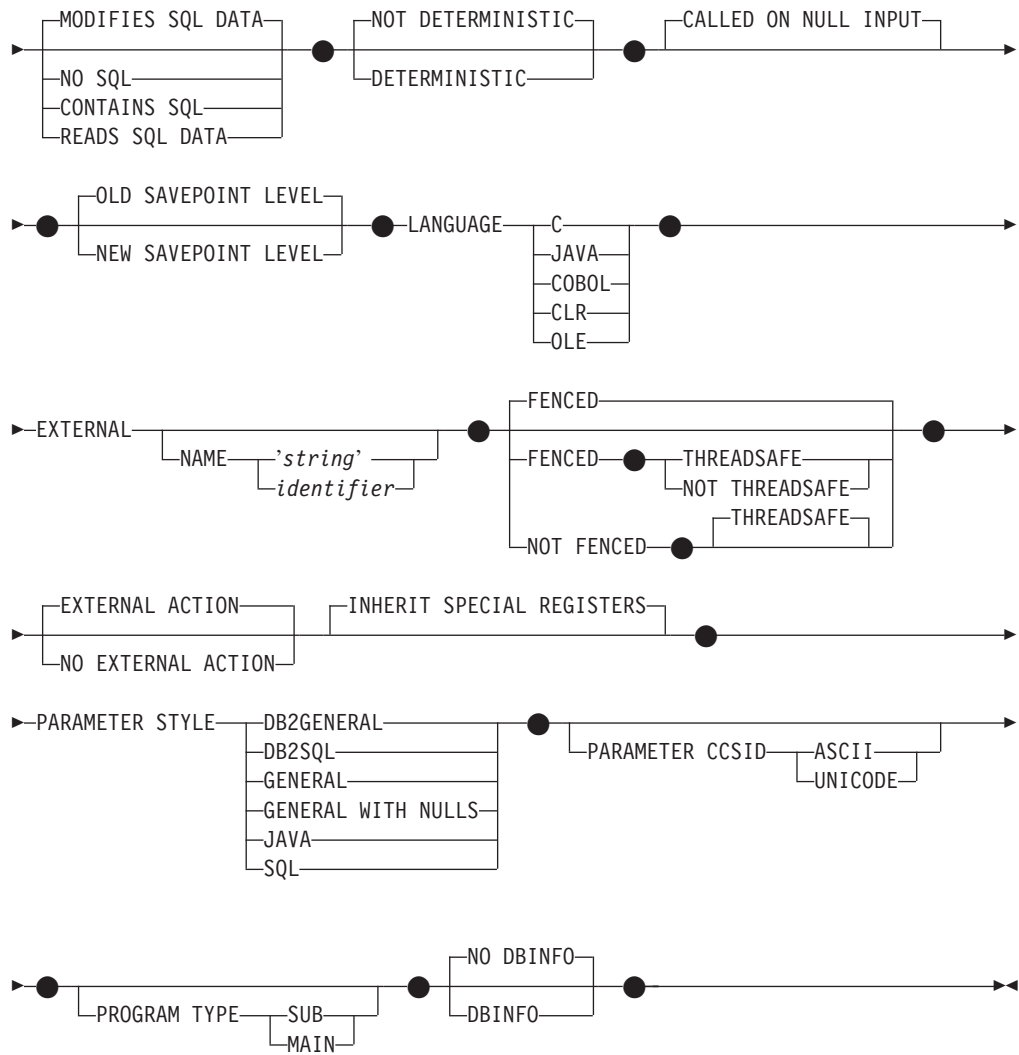 MODIFIES SQL DATA NOT DETERMINISTIC CALLED ON NULL INPUT
NO SQL DETERMINISTIC
CONTAINS SQL
READS SQL DATA
OLD SAVEPOINT LEVEL
LANGUAGE C
NEW SAVEPOINT LEVEL JAVA
COBOL
CLR
OLE
FENCED
EXTERNAL
NAME 'string' FENCED THREADSAFE
identifier NOT THREADSAFE
THREADSAFE
NOT FENCED
EXTERNAL ACTION INHERIT SPECIAL REGISTERS
NO EXTERNAL ACTION
PARAMETER STYLE DB2GENERAL
DB2SQL PARAMETER CCSID ASCII
GENERAL UNICODE
GENERAL WITH NULLS
JAVA
SQL
NO DBINFO
PROGRAM TYPE SUB DBINFO
MAIN